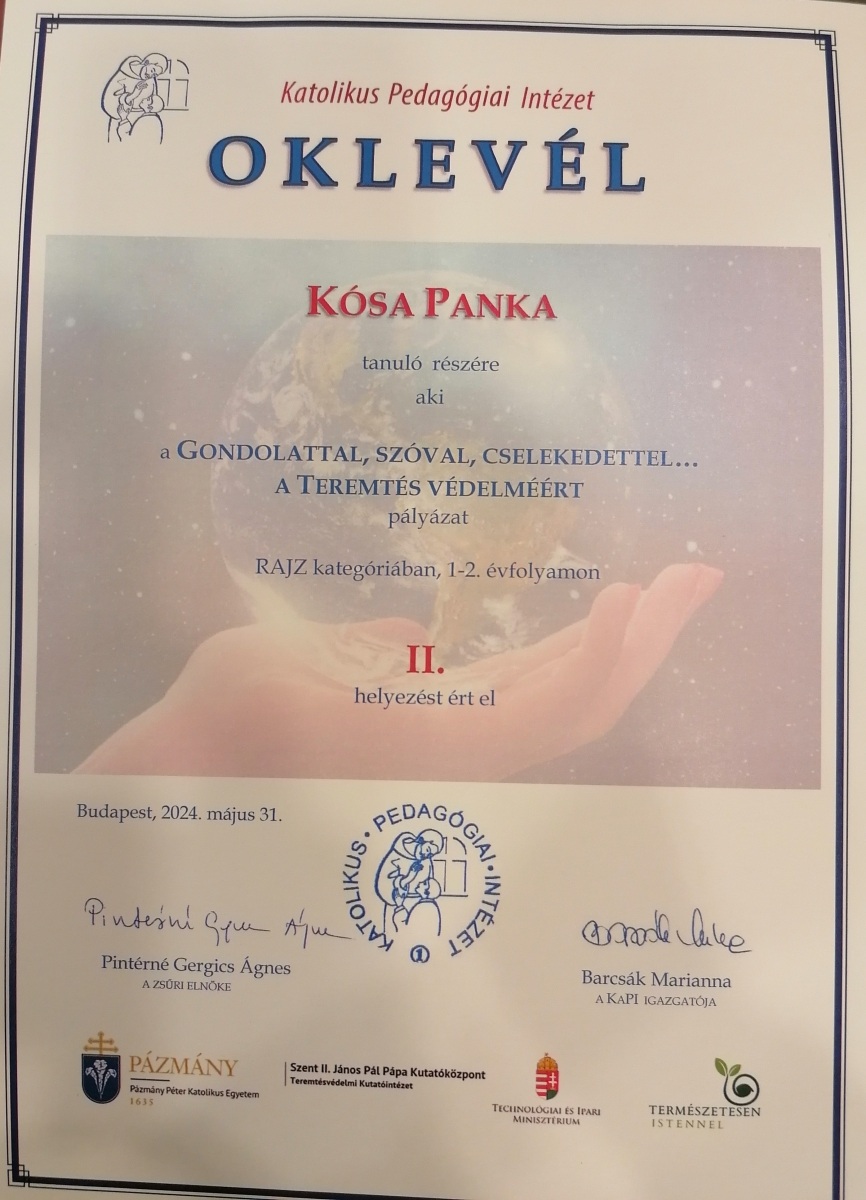 Katolikus Pedagógiai Intézet
OKLEVÉL
KÓSA PANKA
tanuló részére
aki
a GONDOLATTAL, SZÓVAL, CSELEKEDETTEL...
A TEREMTÉS VÉDELMÉÉRT
pályázat
RAJZ kategóriában, 1-2. évfolyamon
II.
helyezést ért el
Budapest, 2024. május 31.
KATOLIKUS • PEDAGÓGIAI • INTÉZET
1
Pintérné Gergics Ágnes
A ZSŰRI ELNÖKE
Barcsák Marianna
A KAPI IGAZGATÓJA
PÁZMÁNY
Pázmány Péter Katolikus Egyetem
1635
Szent II. János Pál Pápa Kutatóközpont
Teremtésvédelmi Kutatóintézet
TECHNOLÓGIAI ÉS IPARI
MINISZTÉRIUM
TERMÉSZETESEN
ISTENNEL